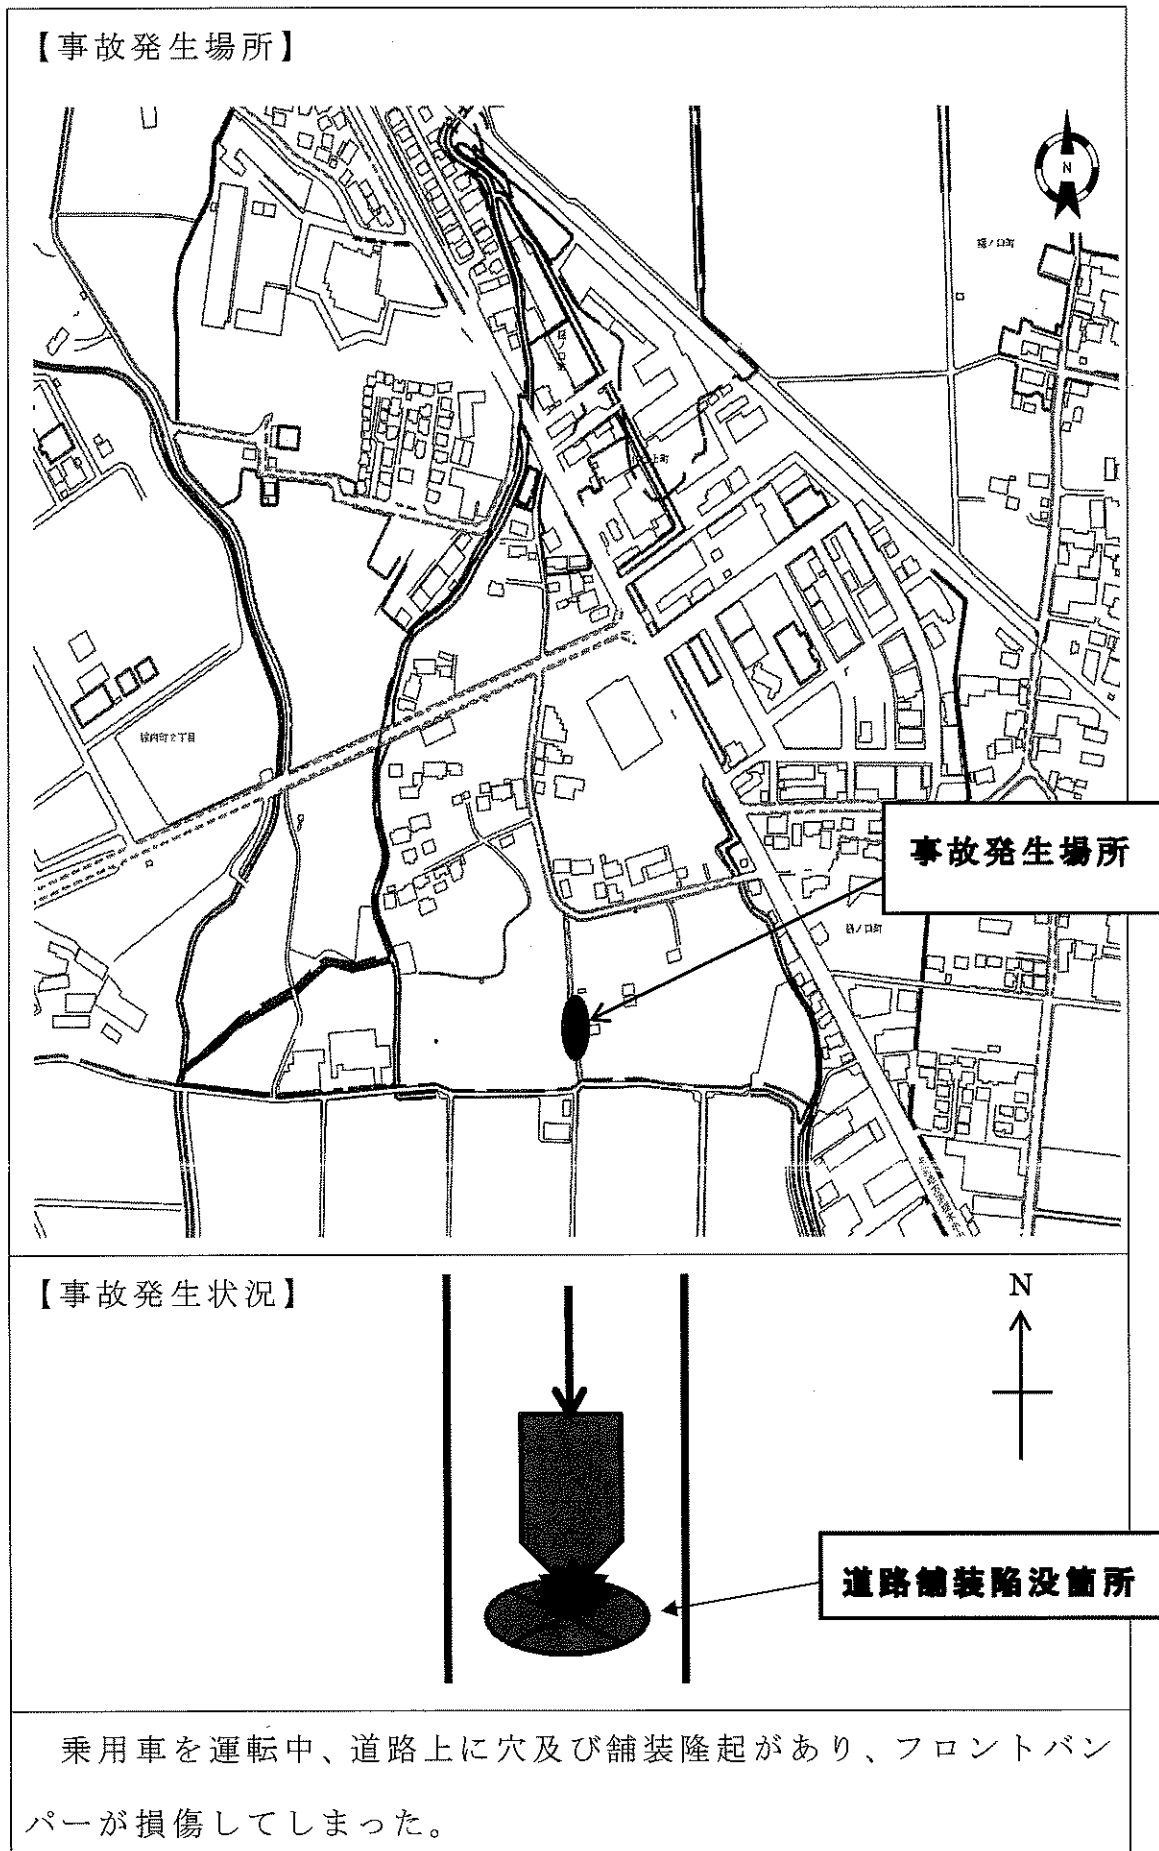 【事故発生場所】
N
事故発生場所
【事故発生状況】
N
道路舗装陥没箇所
乗用車を運転中、道路上に穴及び舗装隆起があり、フロントバン
パーが損傷してしまった。